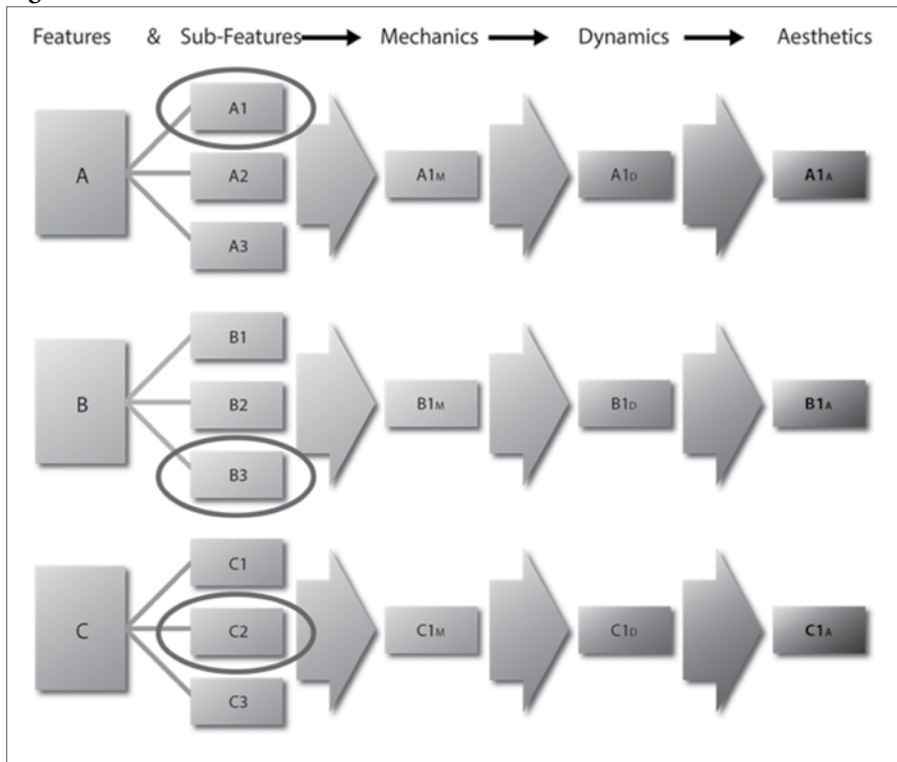 Features & Sub-Features Mechanics Dynamics Aesthetics
A1
A A2 A1M A1D A1A
A3
B1
B B2 B1M B1D B1A
B3
C1
C C2 C1M C1D C1A
C3